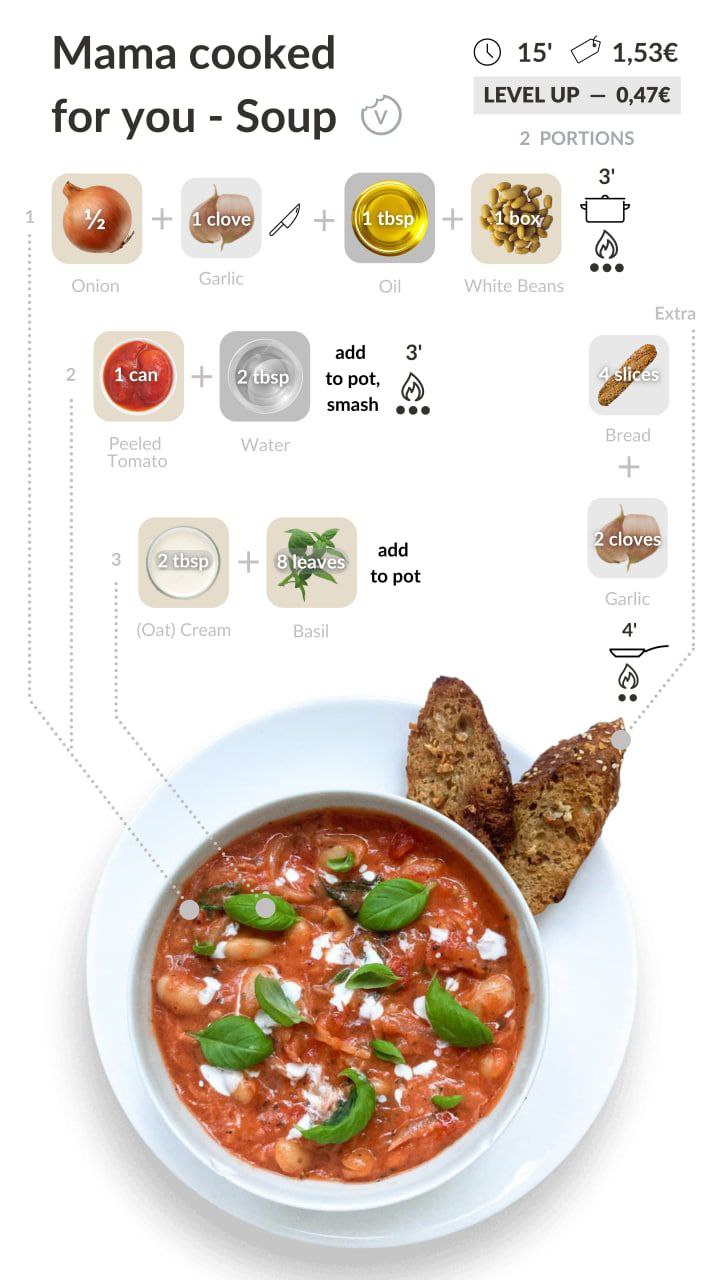 Mama cooked
for you - Soup
V
15' 1,53€
LEVEL UP — 0,47€
2 PORTIONS
1
½ + 1 clove + 1 tbsp + 1 box
3'
Onion Garlic Oil White Beans
Extra
2
1 can + 2 tbsp
add
to pot,
smash
3'
Peeled
Tomato
Water
4 slices
Bread
+
2 cloves
Garlic
4'
3
2 tbsp + 8 leaves
add
to pot
(Oat) Cream Basil